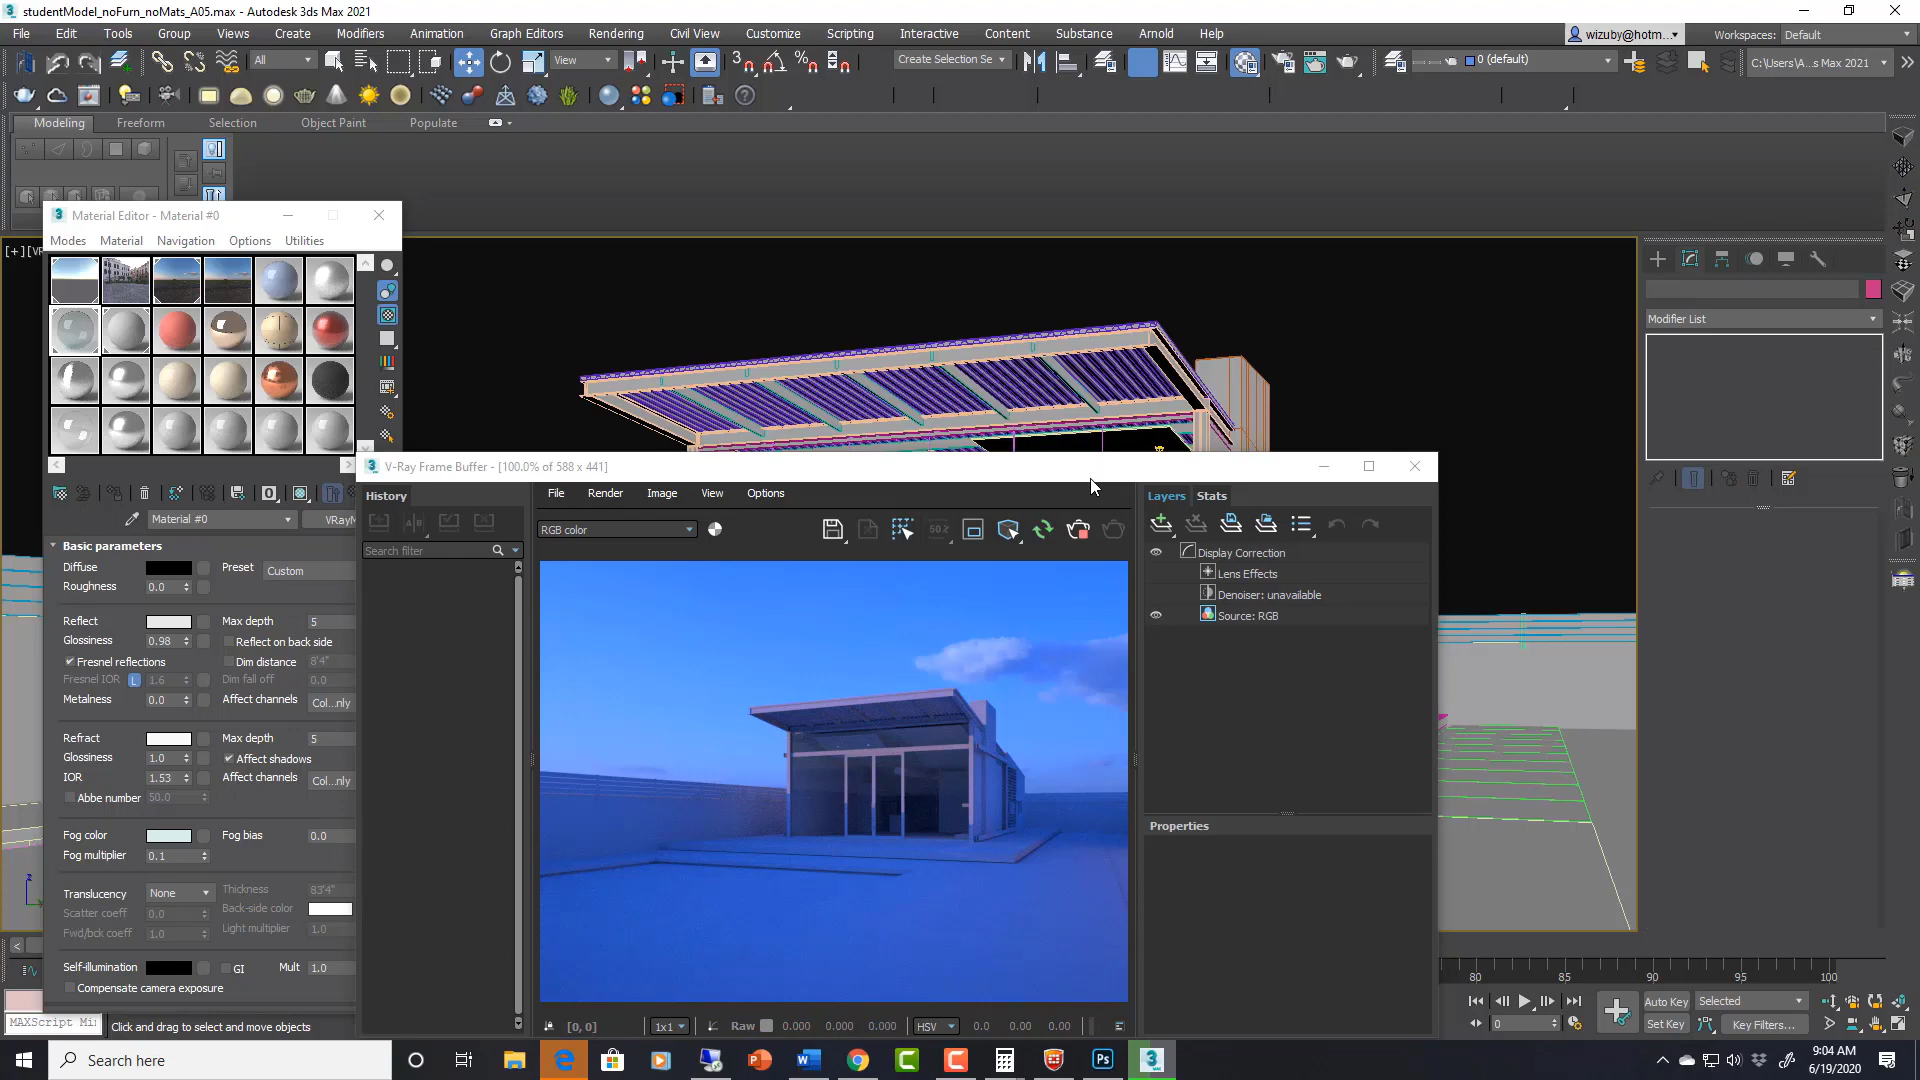 studentModel_noFurn_noMats_A05.max - Autodesk 3ds Max 2021
File Edit Tools Group Views Create Modifiers Animation Graph Editors Rendering Civil View Customize Scripting Interactive Content Substance Arnold Help
wizuby@hotm...
Workspaces: Default
All
View
Create Selection Se
0 (default)
C:\Users\A...s Max 2021
Modeling Freeform Selection Object Paint Populate
Material Editor - Material #0
Modes Material Navigation Options Utilities
Modifier List
V-Ray Frame Buffer - [100.0% of 588 x 441]
History
File Render Image View Options
Layers Stats
RGB color
Search filter
Display Correction
Lens Effects
Denoiser: unavailable
Source: RGB
Properties
Material #0
VRayM
Basic parameters
Diffuse Preset Custom
Roughness 0.0
Reflect Max depth 5
Glossiness 0.98 Reflect on back side
Fresnel reflections Dim distance 8'4"
Fresnel IOR L 1.6 Dim fall off 0.0
Metalness 0.0 Affect channels Col...nly
Refract Max depth 5
Glossiness 1.0 Affect shadows
IOR 1.53 Affect channels Col...nly
Abbe number 50.0
Fog color Fog bias 0.0
Fog multiplier 0.1
Translucency None Thickness 83'4"
Scatter coeff 0.0 Back-side color
Fwd/bck coeff 1.0 Light multiplier 1.0
Self-illumination GI Mult 1.0
Compensate camera exposure
[0, 0] 1x1 Raw 0.000 0.000 0.000 HSV 0.0 0.00 0.00
80 85 90 95 100
MAXScript Mi
Click and drag to select and move objects
Auto Key Selected
0
Set Key Key Filters...
Search here
9:04 AM
6/19/2020